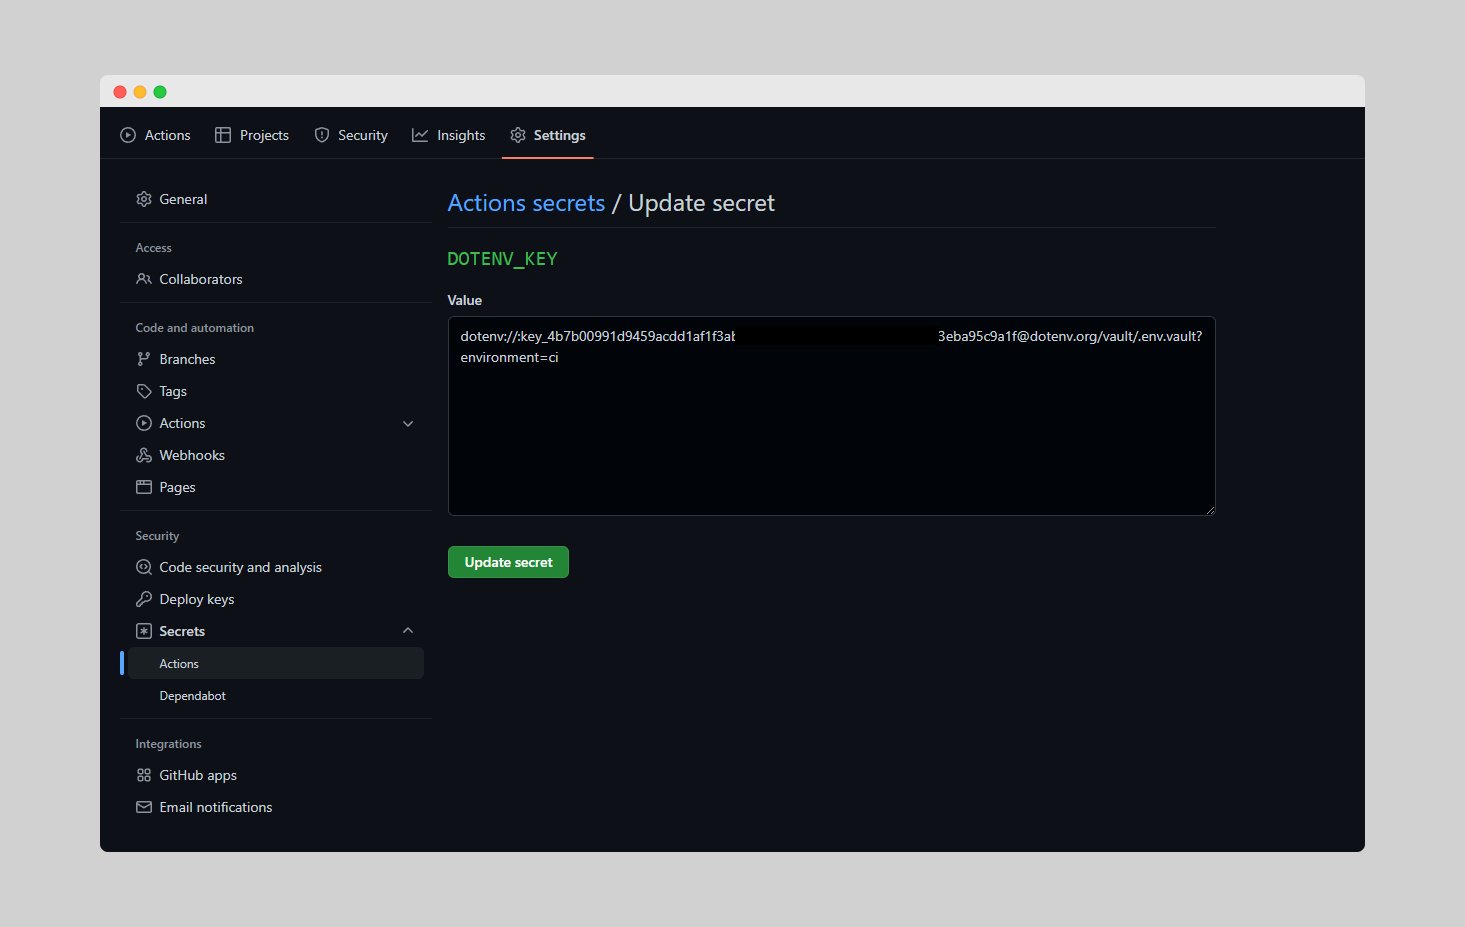 Actions Projects Security Insights Settings
General
Access
Collaborators
Code and automation
Branches
Tags
Actions
Webhooks
Pages
Security
Code security and analysis
Deploy keys
Secrets
Actions
Dependabot
Integrations
GitHub apps
Email notifications
Actions secrets / Update secret
DOTENV_KEY
Value
dotenv://:key_4b7b00991d9459acdd1af1f3ab 3eba95c9a1f@dotenv.org/vault/.env.vault?
environment=ci
Update secret